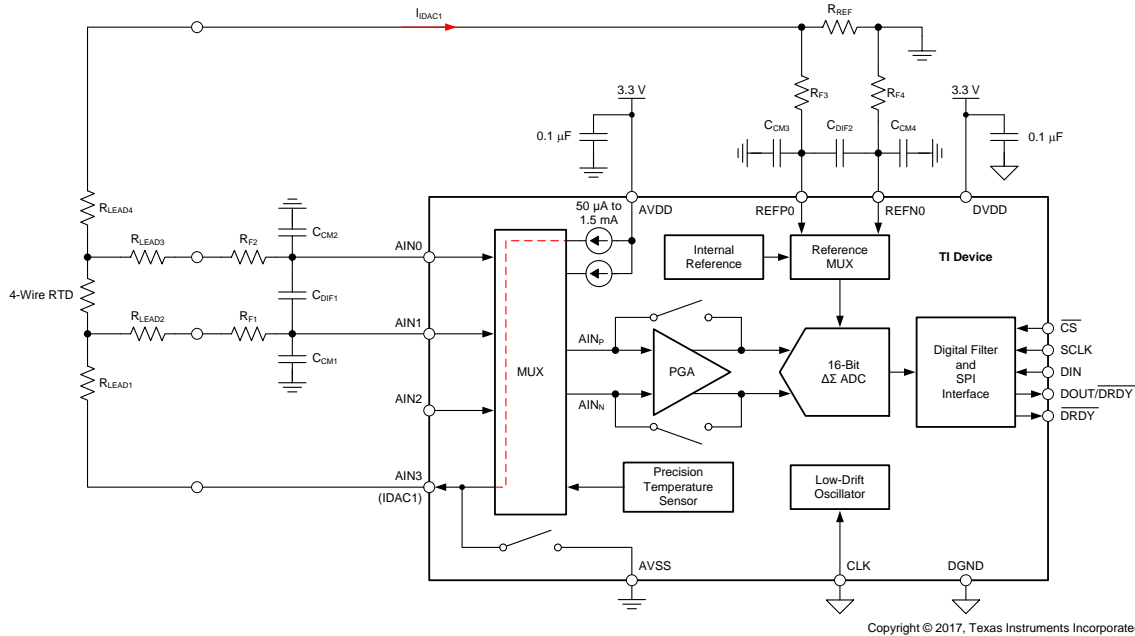 IIDAC1
RREF
RF3
RF4
3.3 V
3.3 V
0.1 µF
CCM3
CDIF2
CCM4
0.1 µF
RLEAD4
50 µA to
1.5 mA
AVDD
REFP0
REFN0
DVDD
RLEAD3
RF2
CCM2
AIN0
Internal
Reference
Reference
MUX
TI Device
4-Wire RTD
CDIF1
RLEAD2
RF1
AIN1
CCM1
RLEAD1
MUX
AINP
AINN
PGA
16-Bit
ΔΣ ADC
Digital Filter
and
SPI
Interface
CS
SCLK
DIN
DOUT/DRDY
DRDY
AIN2
AIN3
(IDAC1)
Precision
Temperature
Sensor
Low-Drift
Oscillator
AVSS
CLK
DGND
Copyright © 2017, Texas Instruments Incorporate